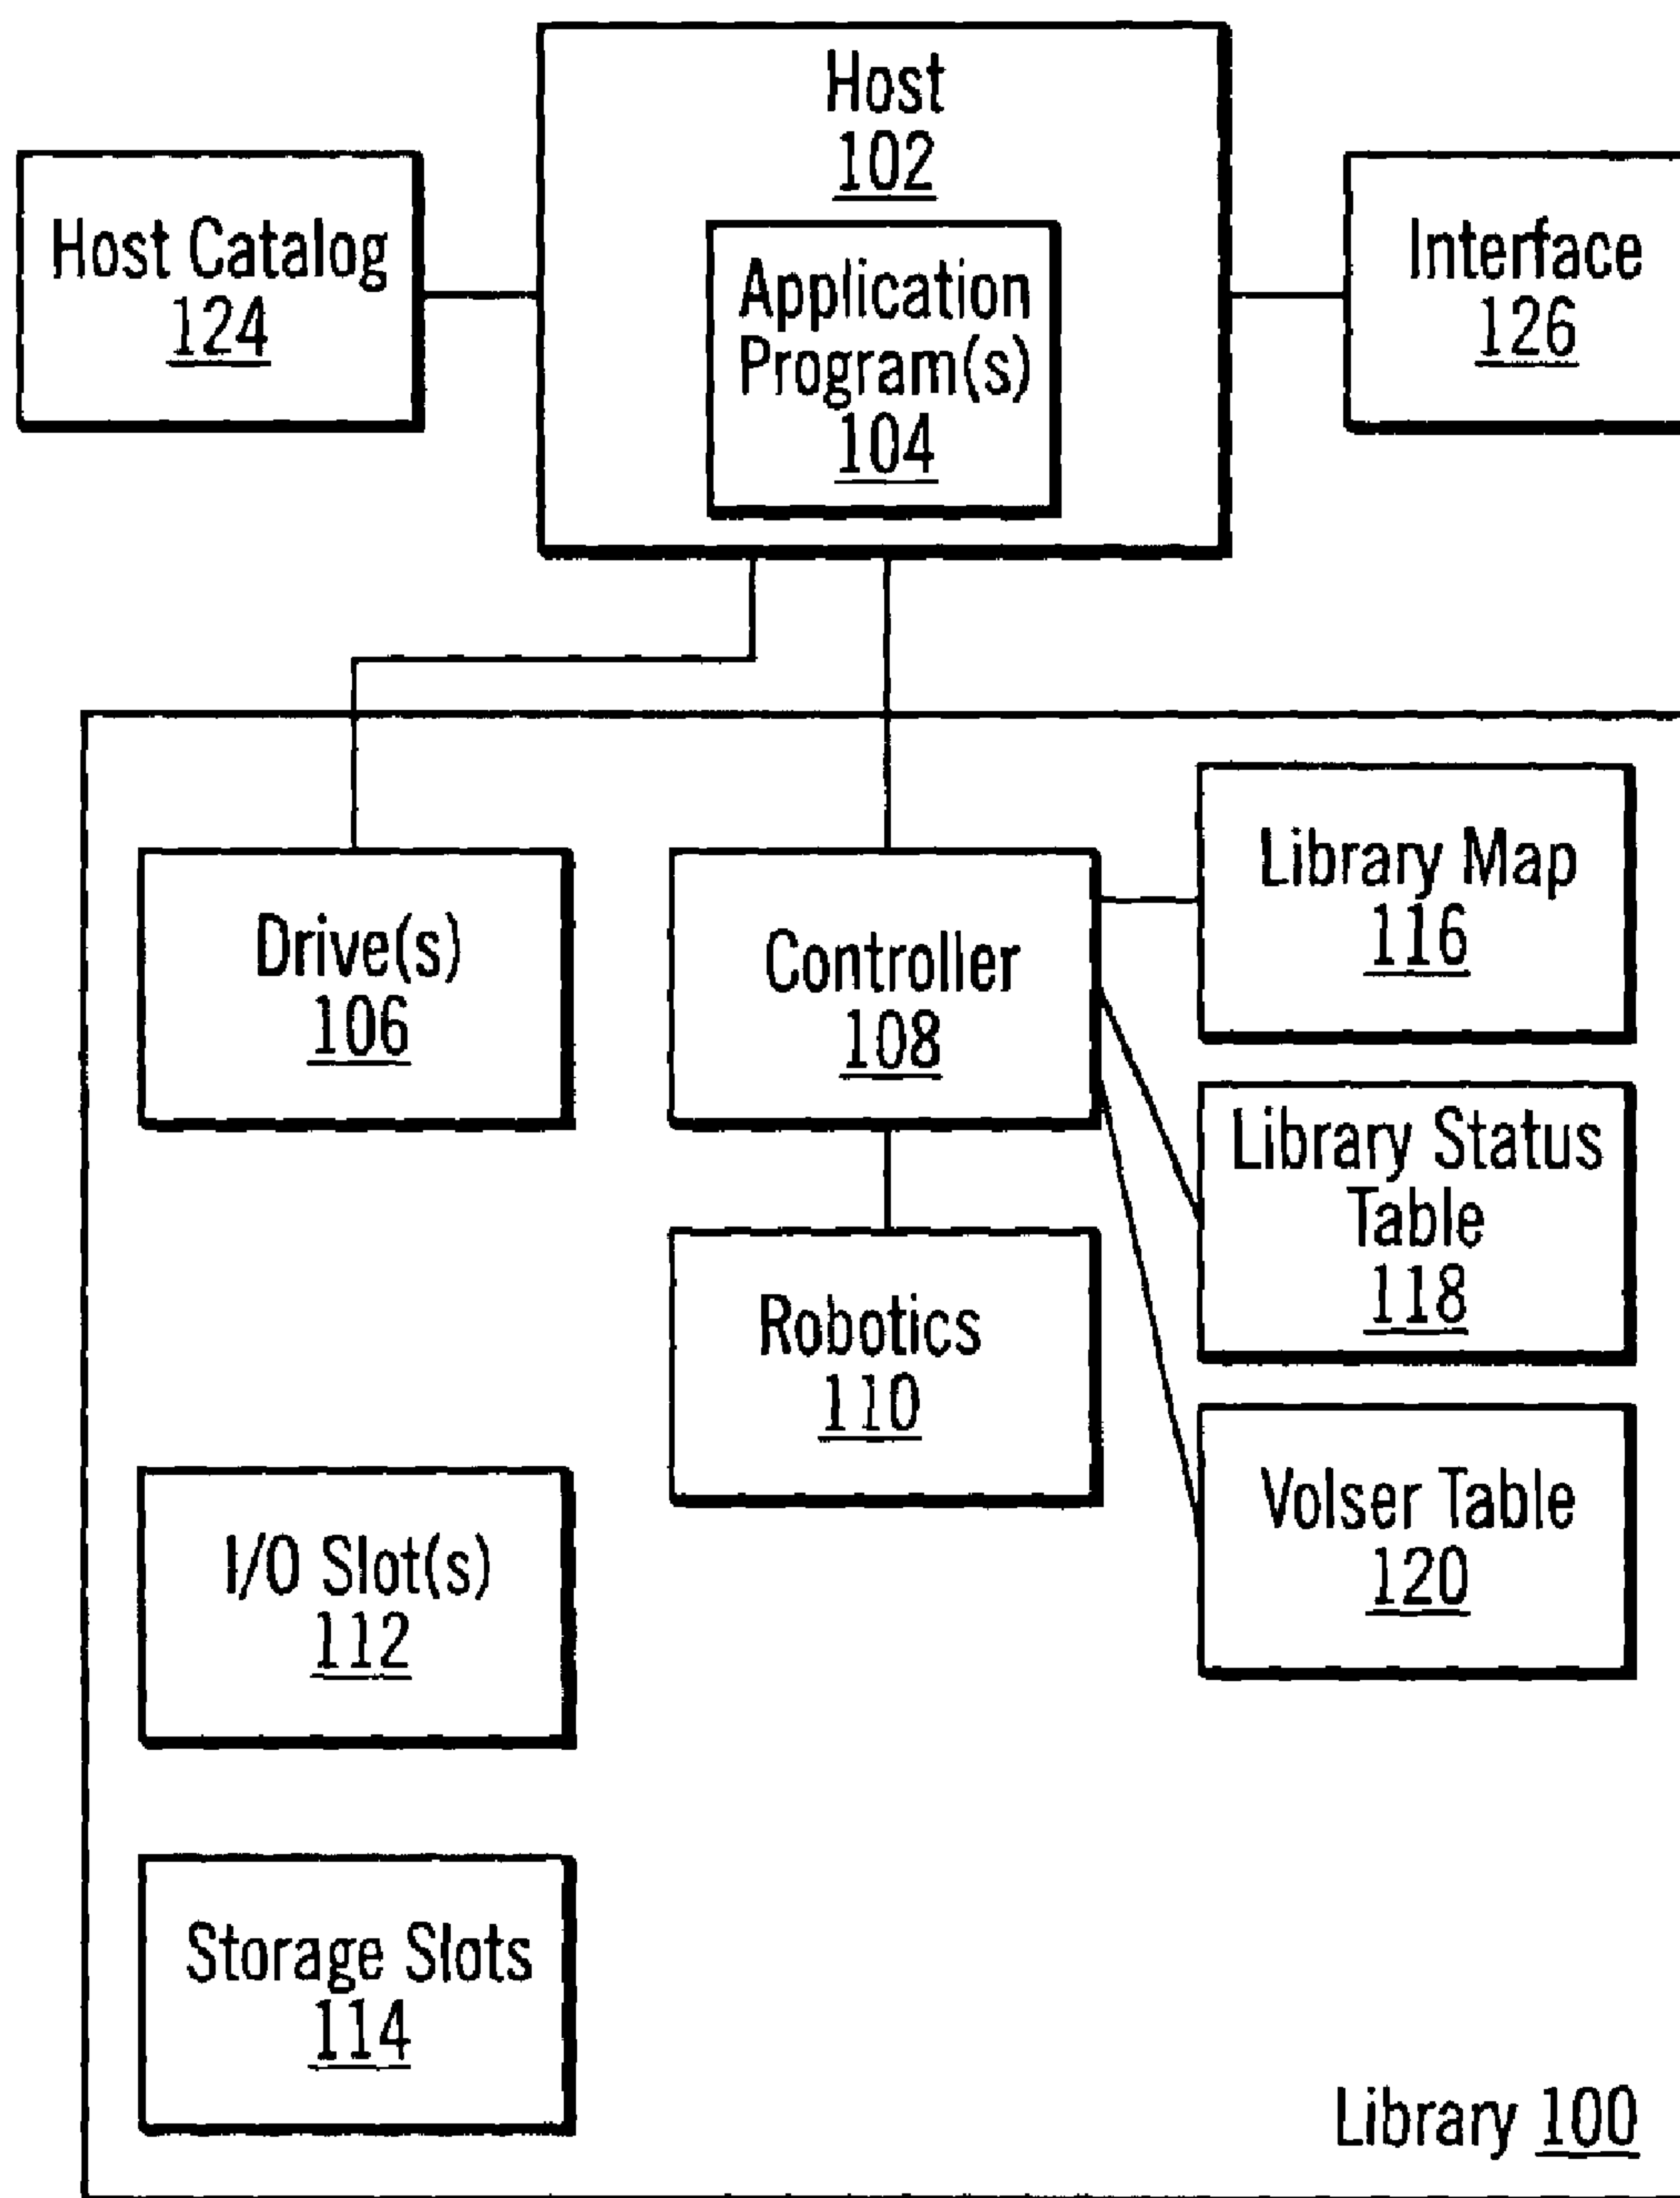 Host
102
Host Catalog
124
Application
Program(s)
104
Interface
126
Library Map
116
Drive(s)
106
Controller
108
Library Status
Table
118
Robotics
110
Volser Table
120
I/O Slot(s)
112
Storage Slots
114
Library 100